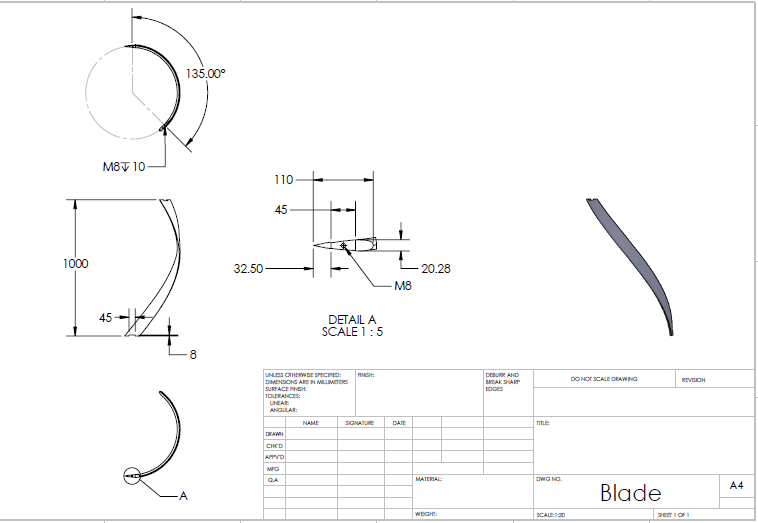 135.00°
M8↧10
110
45
1000
32.50
20.28
M8
45
DETAIL A
SCALE 1 : 5
8
A
UNLESS OTHERWISE SPECIFIED:
DIMENSIONS ARE IN MILLIMETERS
SURFACE FINISH:
TOLERANCES:
LINEAR:
ANGULAR:
FINISH:
DEBURR AND
BREAK SHARP
EDGES
DO NOT SCALE DRAWING
REVISION
NAME
SIGNATURE
DATE
TITLE:
DRAWN
CHK'D
APPV'D
MFG
Q.A
MATERIAL:
DWG NO.
Blade
A4
WEIGHT:
SCALE:1:20
SHEET 1 OF 1